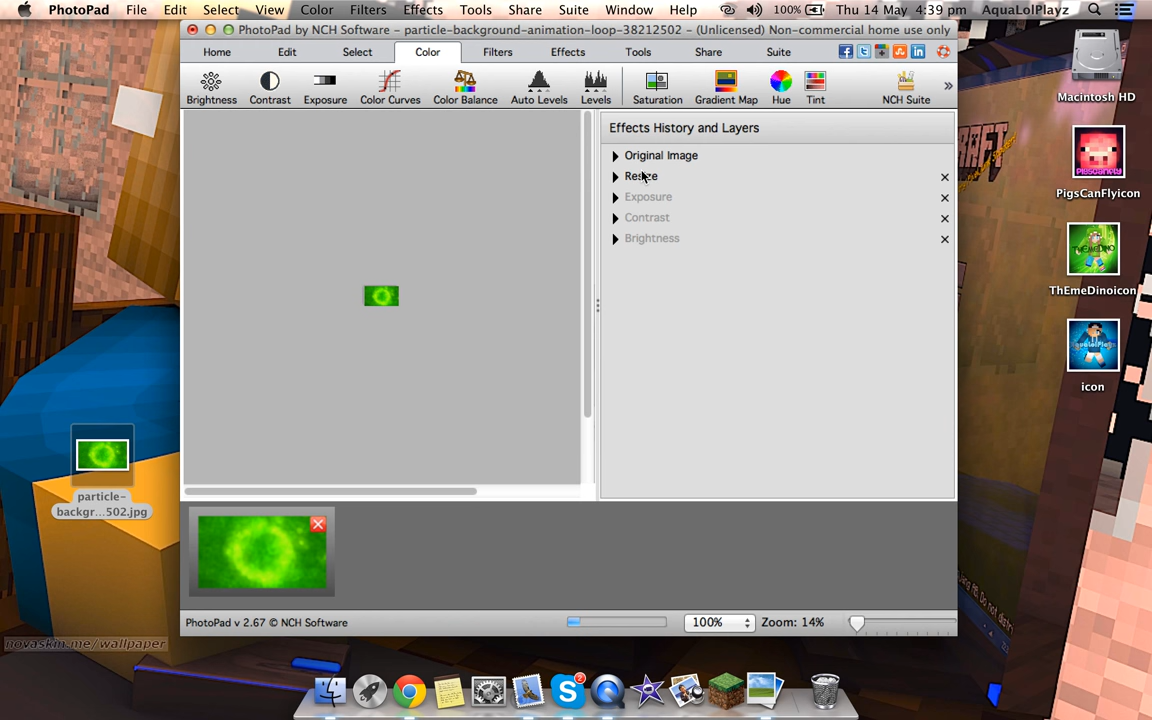 PhotoPad File Edit View Select Color Filters Effects Tools Share Suite Window Help 100% Thu 14 May 4:39 pm AquaLolPlayz
PhotoPad by NCH Software - particle-background-animation-loop-38212502 - (Unlicensed) Non-commercial home use only
Home Edit Select Color Filters Effects Tools Share Suite
Brightness Contrast Exposure Color Curves Color Balance Auto Levels Levels Saturation Gradient Map Hue Tint NCH Suite
Effects History and Layers
Original Image
Resize
Exposure
Contrast
Brightness
Macintosh HD
PigsCanFlyicon
ThEmeDinoicon
icon
particle-
backgr...502.jpg
PhotoPad v 2.67 © NCH Software 100% Zoom: 14%
novaskin.me/wallpaper
2